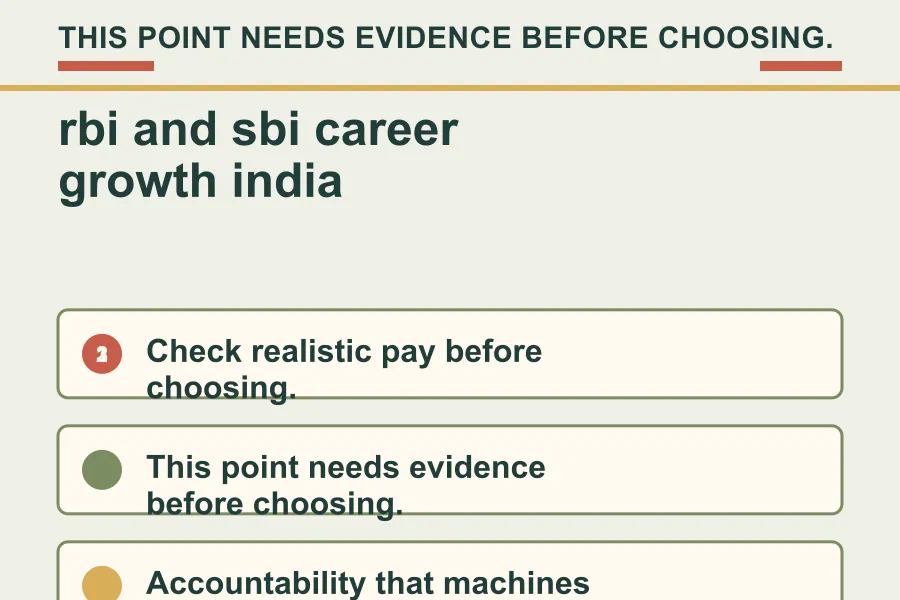 THIS POINT NEEDS EVIDENCE BEFORE CHOOSING.
rbi and sbi career
growth india
Check realistic pay before
choosing.
This point needs evidence
before choosing.
Accountability that machines